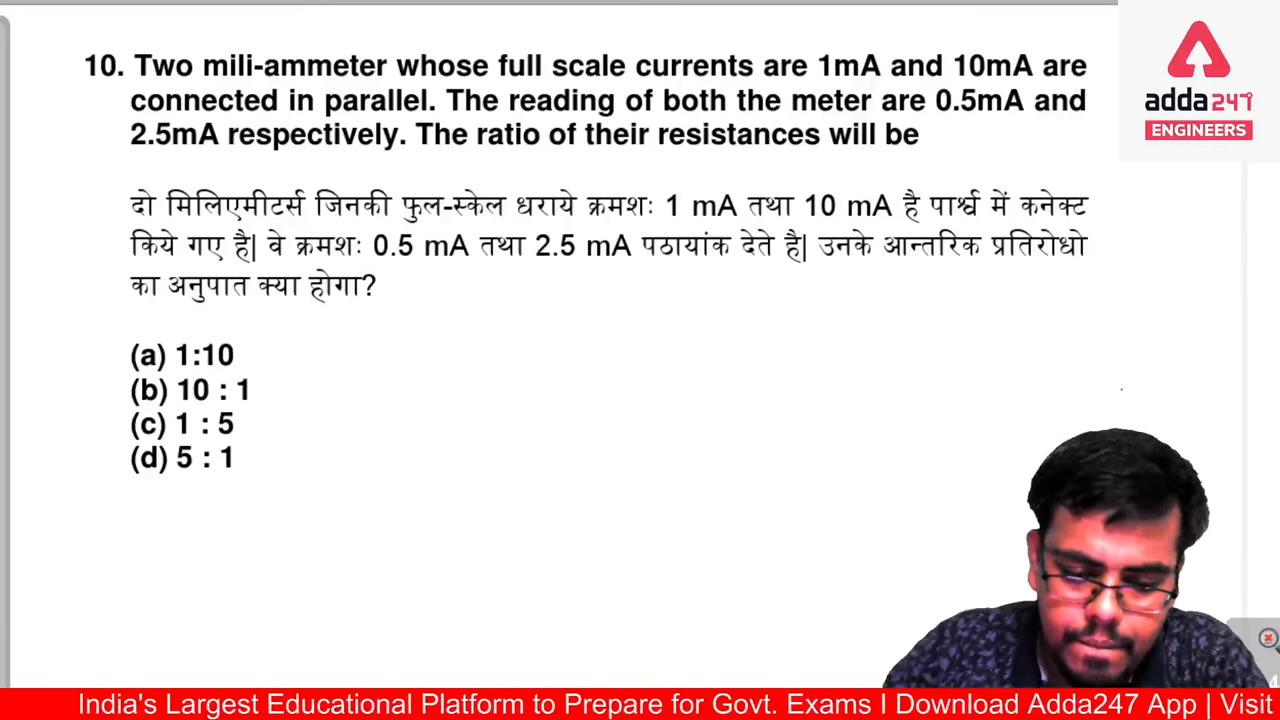 10. Two mili-ammeter whose full scale currents are 1mA and 10mA are
connected in parallel. The reading of both the meter are 0.5mA and
2.5mA respectively. The ratio of their resistances will be
दो मिलिएमीटर्स जिनकी फुल-स्केल धराये क्रमशः 1 mA तथा 10 mA है पार्श्व में कनेक्ट
किये गए है| वे क्रमशः 0.5 mA तथा 2.5 mA पठायांक देते है| उनके आन्तरिक प्रतिरोधो
का अनुपात क्या होगा?
(a) 1:10
(b) 10 : 1
(c) 1 : 5
(d) 5 : 1
adda247
ENGINEERS
India's Largest Educational Platform to Prepare for Govt. Exams I Download Adda247 App | Visit